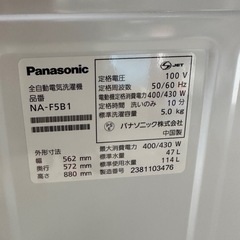 Panasonic
全自動電気洗濯機
品番
NA-F5B1
外形寸法
幅 562 mm
奥行 572 mm
高さ 880 mm
JET
定格電圧 100 V
定格周波数 50/60 Hz
電動機定格消費電力 400/430 W
定格時間 洗いのみ 10 分
標準洗濯容量 5.0 kg
パナソニック株式会社
中国製
最大消費電力 400/430 W
標準水量 47 L
標準使用水量 114 L
製造番号 2381103476